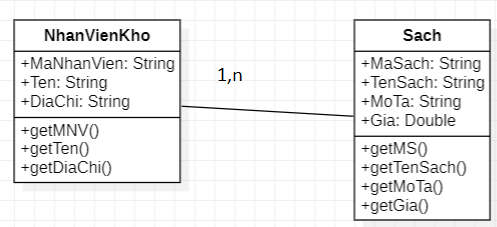 NhanVienKho
+MaNhanVien: String
+Ten: String
+DiaChi: String
+getMNV()
+getTen()
+getDiaChi()
1,n
Sach
+MaSach: String
+TenSach: String
+MoTa: String
+Gia: Double
+getMS()
+getTenSach()
+getMoTa()
+getGia()